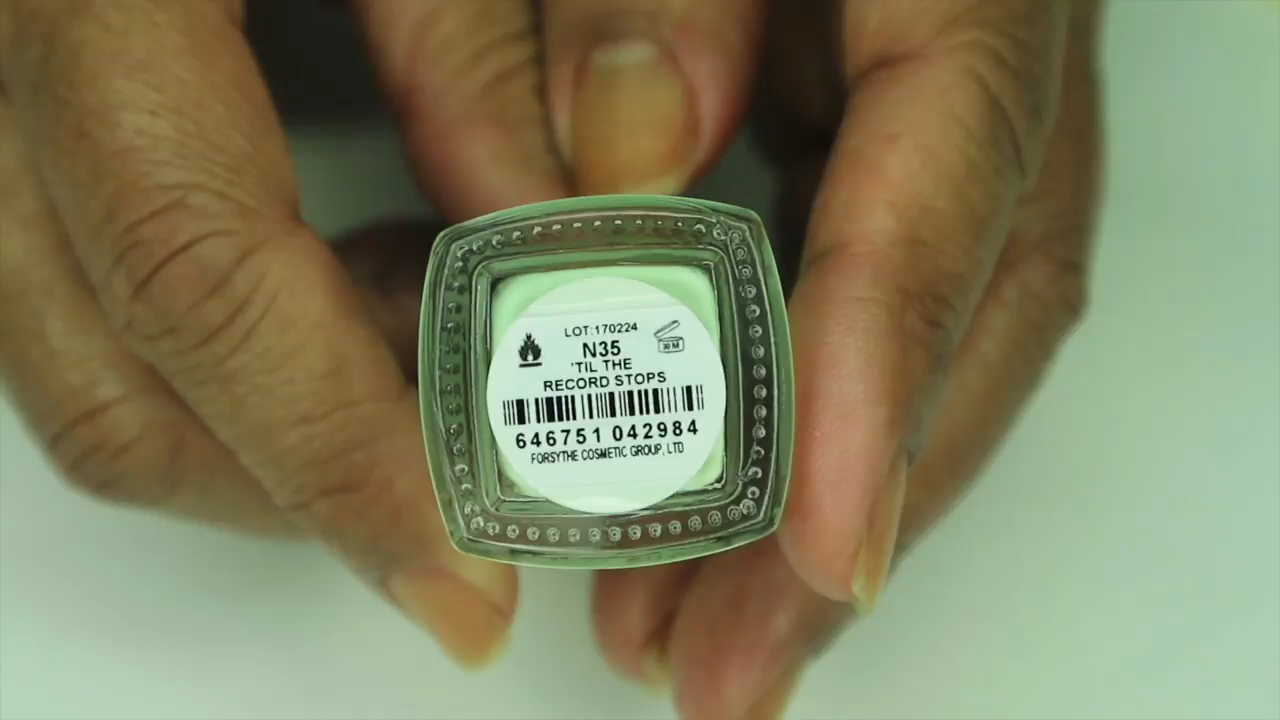 LOT:170224
N35
30 M
'TIL THE
RECORD STOPS
646751 042984
FORSYTHE COSMETIC GROUP, LTD